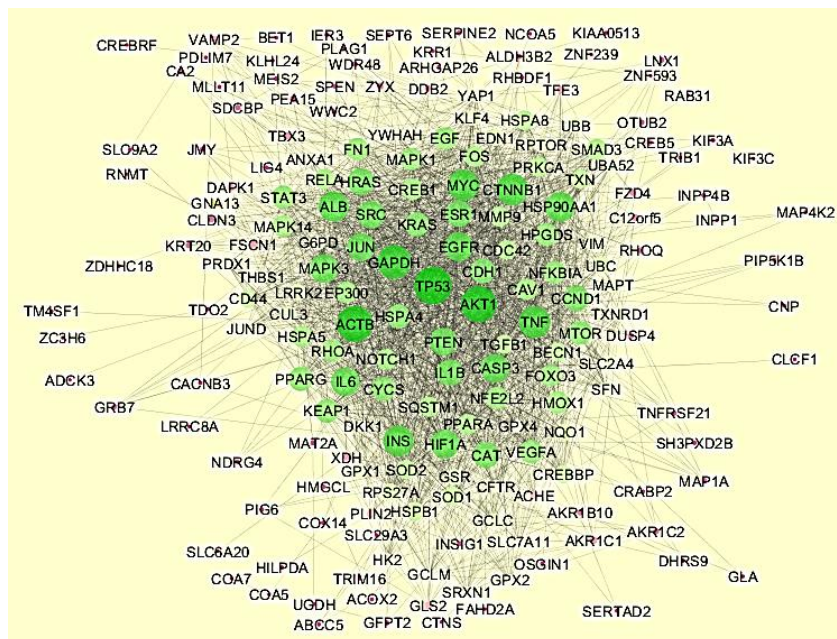 CREBRF
VAMP2
BET1
IER3
SEPT6
SERPINE2
NCOA5
KIAA0513
PDLIM7
KLHL24
PLAG1
KRR1
ALDH3B2
ZNF239
LNX1
CA2
MLLT11
MEIS2
WDR48
ARHGAP26
RHBDF1
ZNF593
SDCBP
PEA15
SPEN
ZYX
DDB2
YAP1
TFE3
RAB31
WWC2
KLF4
HSPA8
UBB
OTUB2
SLC9A2
JMY
TBX3
YWHAH
EGF
EDN1
RPTOR
SMAD3
CREB5
KIF3A
RNMT
LIG4
ANXA1
FN1
MAPK1
FOS
PRKCA
UBA52
TRIB1
KIF3C
DAPK1
RELA
HRAS
CREB1
MYC
CTNNB1
TXN
FZD4
INPP4B
GNA13
STAT3
ALB
SRC
ESR1
MMP9
HSP90AA1
C12orf5
INPP1
MAP4K2
CLDN3
MAPK14
KRAS
HPGDS
KRT20
FSCN1
G6PD
JUN
EGFR
CDC42
VIM
RHOQ
ZDHHC18
PRDX1
MAPK3
GAPDH
CDH1
NFKBIA
UBC
PIP5K1B
THBS1
LRRK2
EP300
TP53
CAV1
MAPT
TM4SF1
TDO2
CD44
AKT1
CCND1
TXNRD1
CNP
ZC3H6
JUND
CUL3
ACTB
HSPA4
TNF
MTOR
DUSP4
HSPA5
RHOA
NOTCH1
PTEN
TGFB1
BECN1
SLC2A4
CLCF1
ADCK3
CAONB3
PPARG
IL6
CYCS
IL1B
CASP3
FOXO3
SFN
GRB7
KEAP1
SQSTM1
NFE2L2
HMOX1
TNFRSF21
LRRC8A
DKK1
PPARA
GPX4
NQO1
SH3PXD2B
MAT2A
INS
HIF1A
CAT
VEGFA
NDRG4
XDH
GPX1
SOD2
GSR
CFTR
CREBBP
MAP1A
HMGCL
RPS27A
SOD1
ACHE
CRABP2
PIG6
PLIN2
HSPB1
GCLC
AKR1B10
COX14
SLC29A3
INSIG1
SLC7A11
AKR1C1
AKR1C2
SLC6A20
HK2
OSGIN1
DHRS9
HILPDA
GCLM
GPX2
GLA
COA7
TRIM16
SRXN1
COA5
ACOX2
GLS2
FAHD2A
SERTAD2
UGDH
ABCC5
GFPT2
CTNS